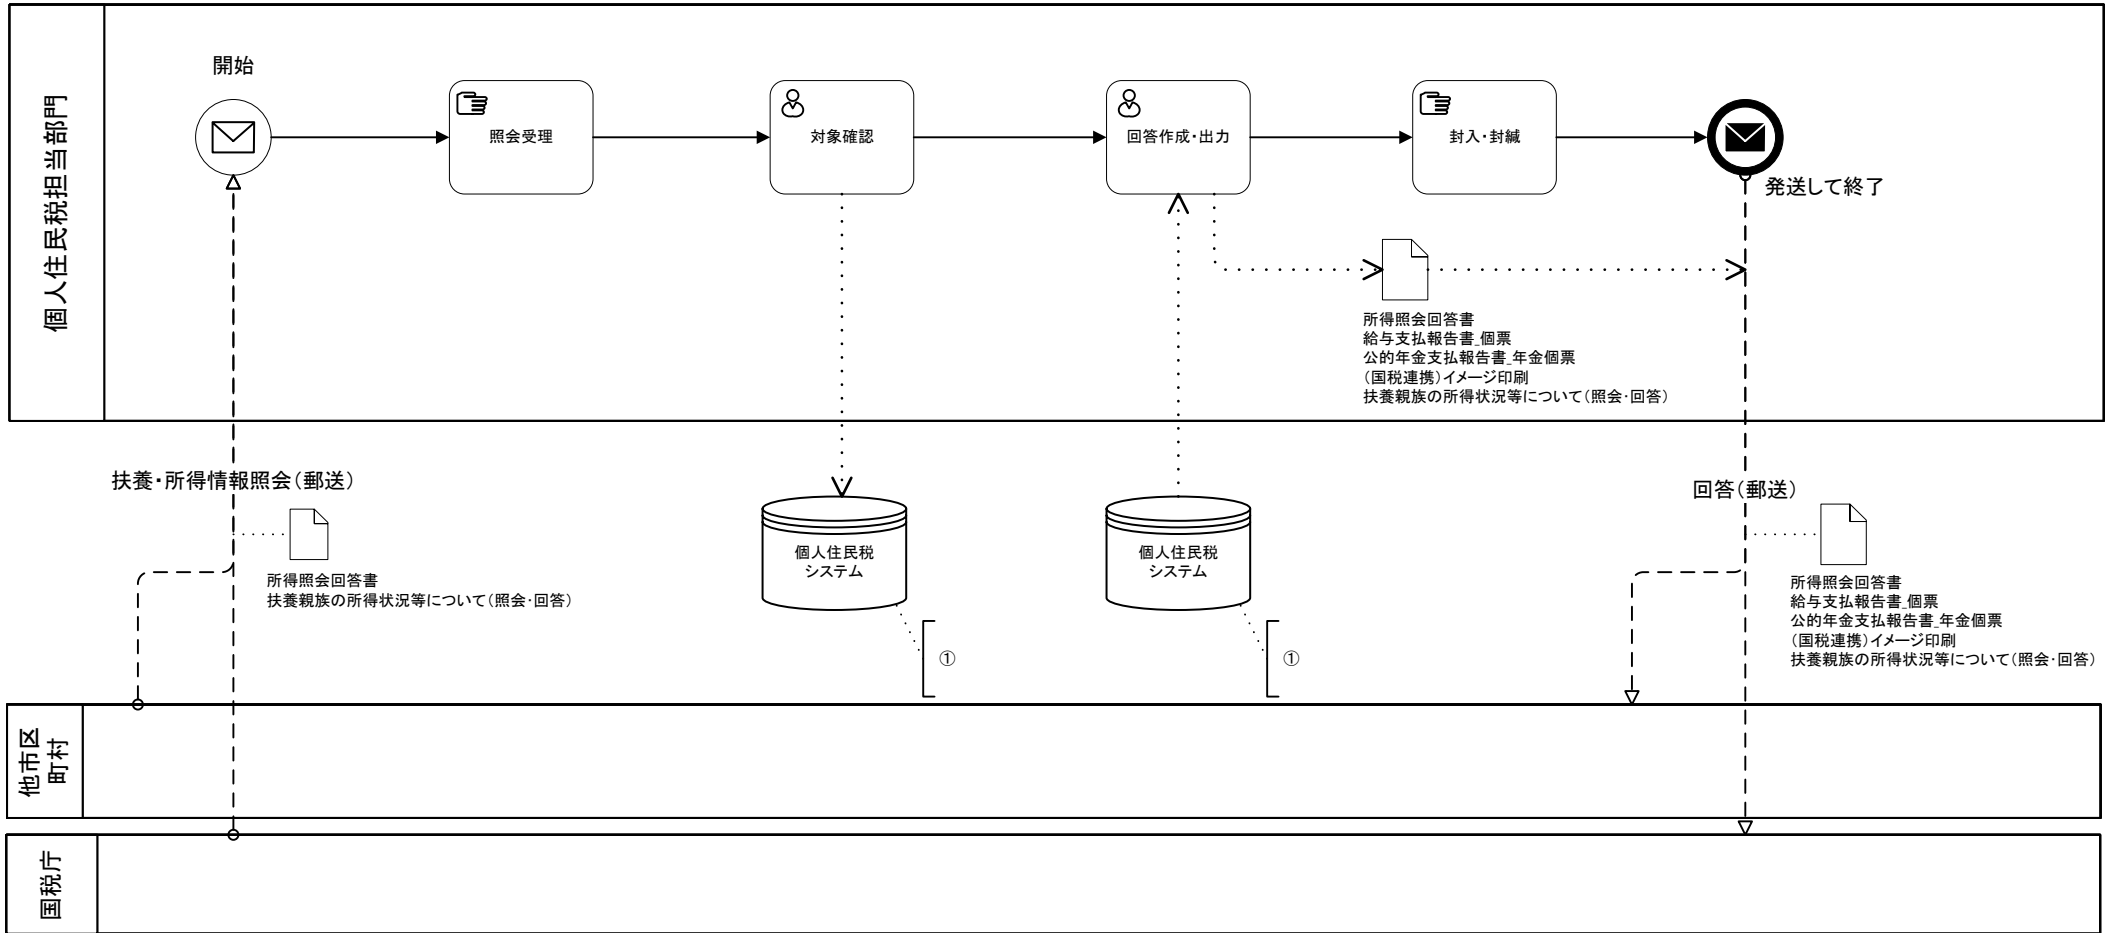 個人住民税担当部門
開始
照会受理
対象確認
回答作成・出力
封入・封緘
発送して終了
所得照会回答書
給与支払報告書_個票
公的年金支払報告書_年金個票
(国税連携)イメージ印刷
扶養親族の所得状況等について(照会・回答)
扶養・所得情報照会(郵送)
所得照会回答書
扶養親族の所得状況等について(照会・回答)
個人住民税
システム
①
個人住民税
システム
①
回答(郵送)
所得照会回答書
給与支払報告書_個票
公的年金支払報告書_年金個票
(国税連携)イメージ印刷
扶養親族の所得状況等について(照会・回答)
他市区
町村
国税庁